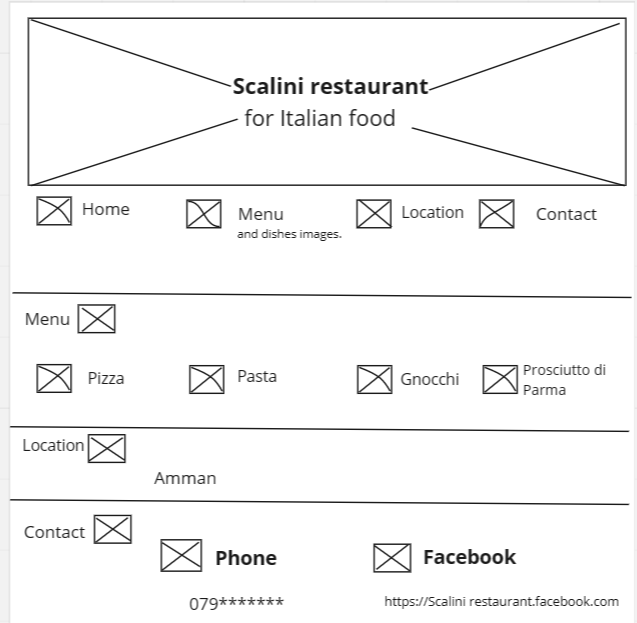 Scalini restaurant
for Italian food
Home
Menu
and dishes images.
Location
Contact
Menu
Pizza
Pasta
Gnocchi
Prosciutto di
Parma
Location
Amman
Contact
Phone
Facebook
079*******
https://Scalini restaurant.facebook.com